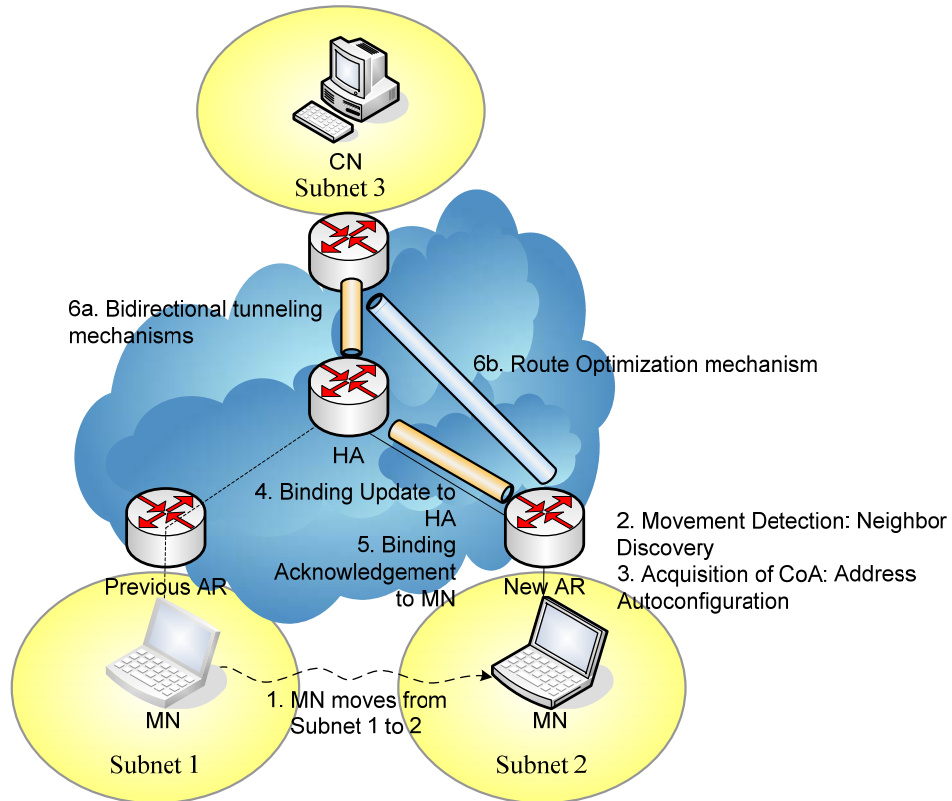 CN
Subnet 3
6a. Bidirectional tunneling
mechanisms
6b. Route Optimization mechanism
HA
4. Binding Update to
HA
5. Binding
Acknowledgement
to MN
2. Movement Detection: Neighbor
Discovery
3. Acquisition of CoA: Address
Autoconfiguration
Previous AR
New AR
1. MN moves from
Subnet 1 to 2
MN
MN
Subnet 1
Subnet 2